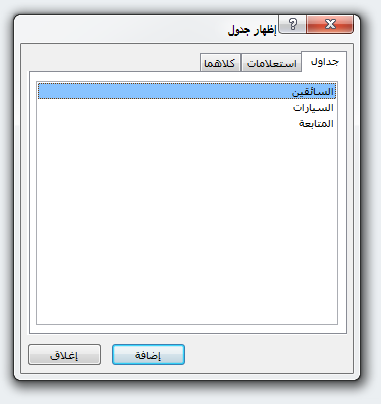 إظهار جدول
جداول
استعلامات
كلاهما
السائقين
السيارات
المتابعة
إضافة
إغلاق